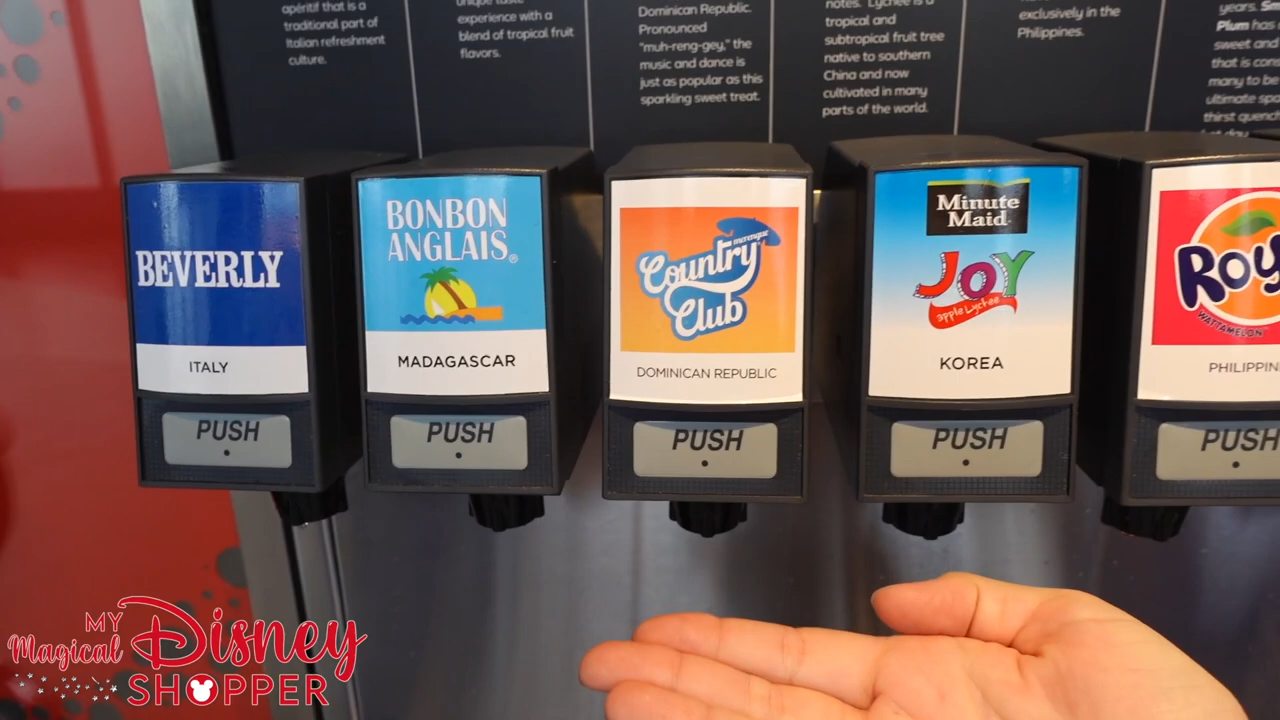 apéritif that is a
traditional part of
Italian refreshment
culture.
experience with a
blend of tropical fruit
flavors.
Dominican Republic.
Pronounced
"muh-reng-gey," the
music and dance is
just as popular as this
sparkling sweet treat.
notes. Lychee is a
tropical and
subtropical fruit tree
native to southern
China and now
cultivated in many
parts of the world.
exclusively in the
Philippines.
years.
Plum has
sweet and
that is cons
many to be
ultimate spa
thirst quench
hot day.
BEVERLY
ITALY
PUSH
BONBON
ANGLAIS®
MADAGASCAR
PUSH
merengue
Country
Club
DOMINICAN REPUBLIC
PUSH
Minute
Maid
JOY
apple Lychee
KOREA
PUSH
Roy
WATTAMELON
PHILIPPIN
PUSH
MY
Magical Disney
SHOPPER